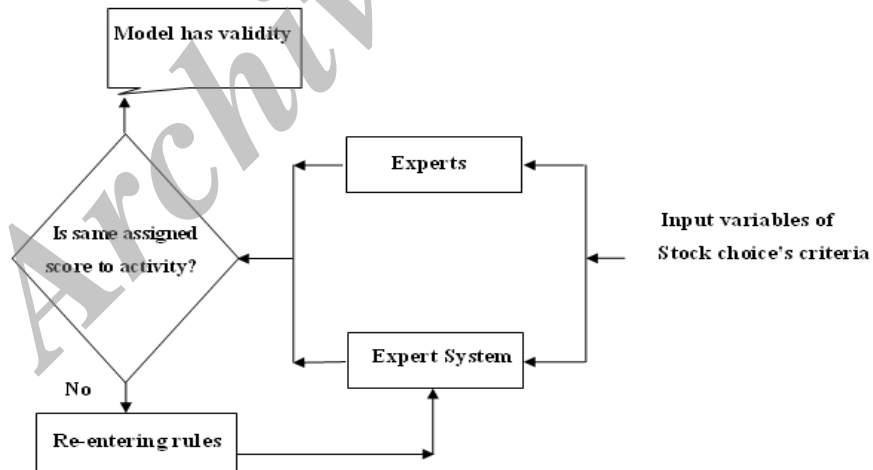 Model has validity
Experts
Is same assigned
score to activity?
Input variables of
Stock choice's criteria
Expert System
No
Re-entering rules
Archiv